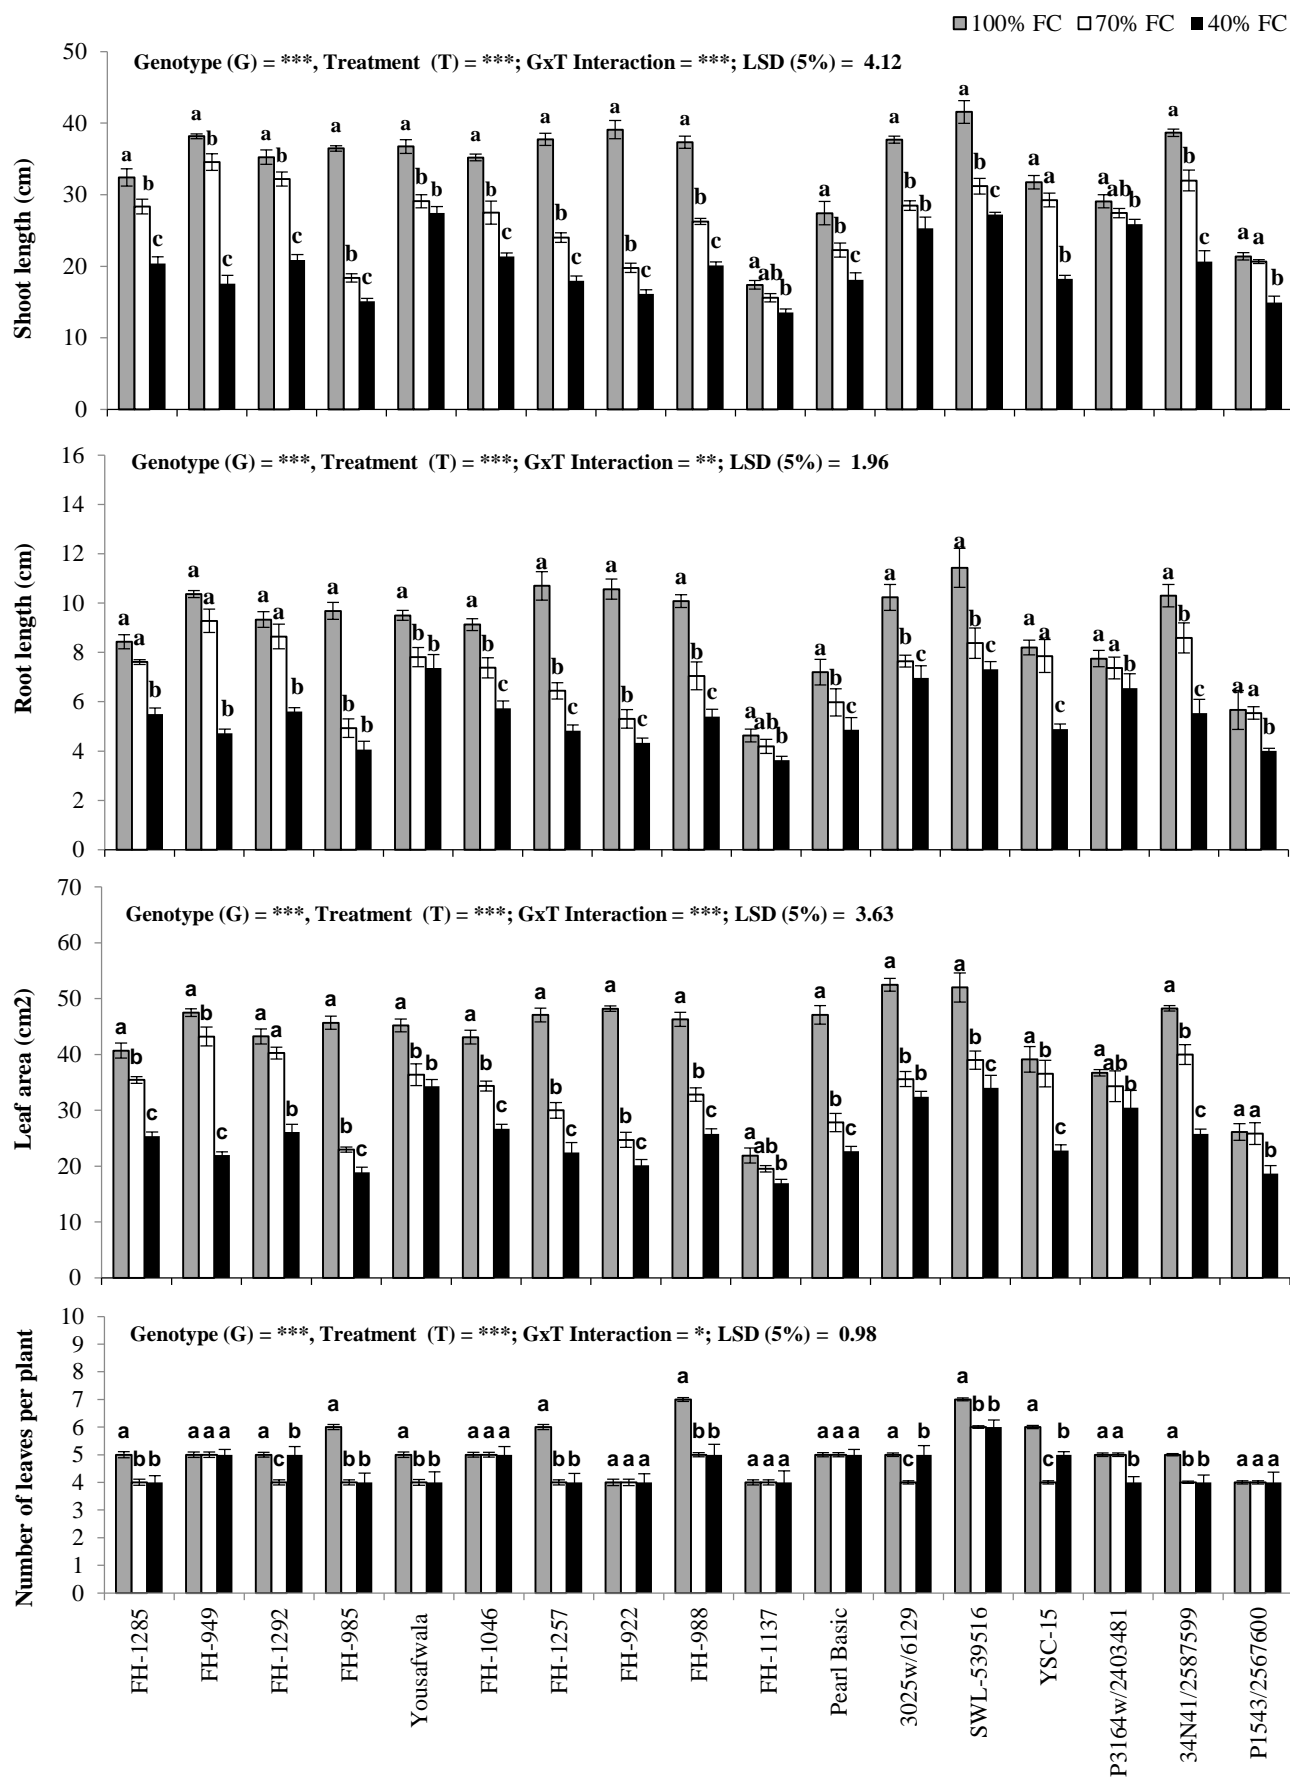 100% FC 70% FC 40% FC
Genotype (G) = ***, Treatment (T) = ***; GxT Interaction = ***; LSD (5%) = 4.12
Shoot length (cm)
50
40
30
20
10
0
a b c a b c a b c a b c a b b a b c a b c a b c a b c a ab b a b c a b b a b c a a b a ab b a b c a a b
Genotype (G) = ***, Treatment (T) = ***; GxT Interaction = **; LSD (5%) = 1.96
Root length (cm)
16
14
12
10
8
6
4
2
0
a a b a a b a a b a b b a b b a b c a b c a b c a b c a ab b a b c a b c a b c a a b a a b a b c a a b
Genotype (G) = ***, Treatment (T) = ***; GxT Interaction = ***; LSD (5%) = 3.63
Leaf area (cm2)
70
60
50
40
30
20
10
0
a b c a b c a a b a b c a b b a b c a b c a b c a b c a ab b a b c a b b a b c a b c a ab b a b c a a b
Genotype (G) = ***, Treatment (T) = ***; GxT Interaction = *; LSD (5%) = 0.98
Number of leaves per plant
10
9
8
7
6
5
4
3
2
1
0
a b b a a a a c b a b b a b b a a a a b b a a a a b b a a a a a a a c b a b b a c b a a b a b b a a a
FH-1285
FH-949
FH-1292
FH-985
Yousafwala
FH-1046
FH-1257
FH-922
FH-988
FH-1137
Pearl Basic
3025w/6129
SWL-539516
YSC-15
P3164w/2403481
34N41/2587599
P1543/2567600